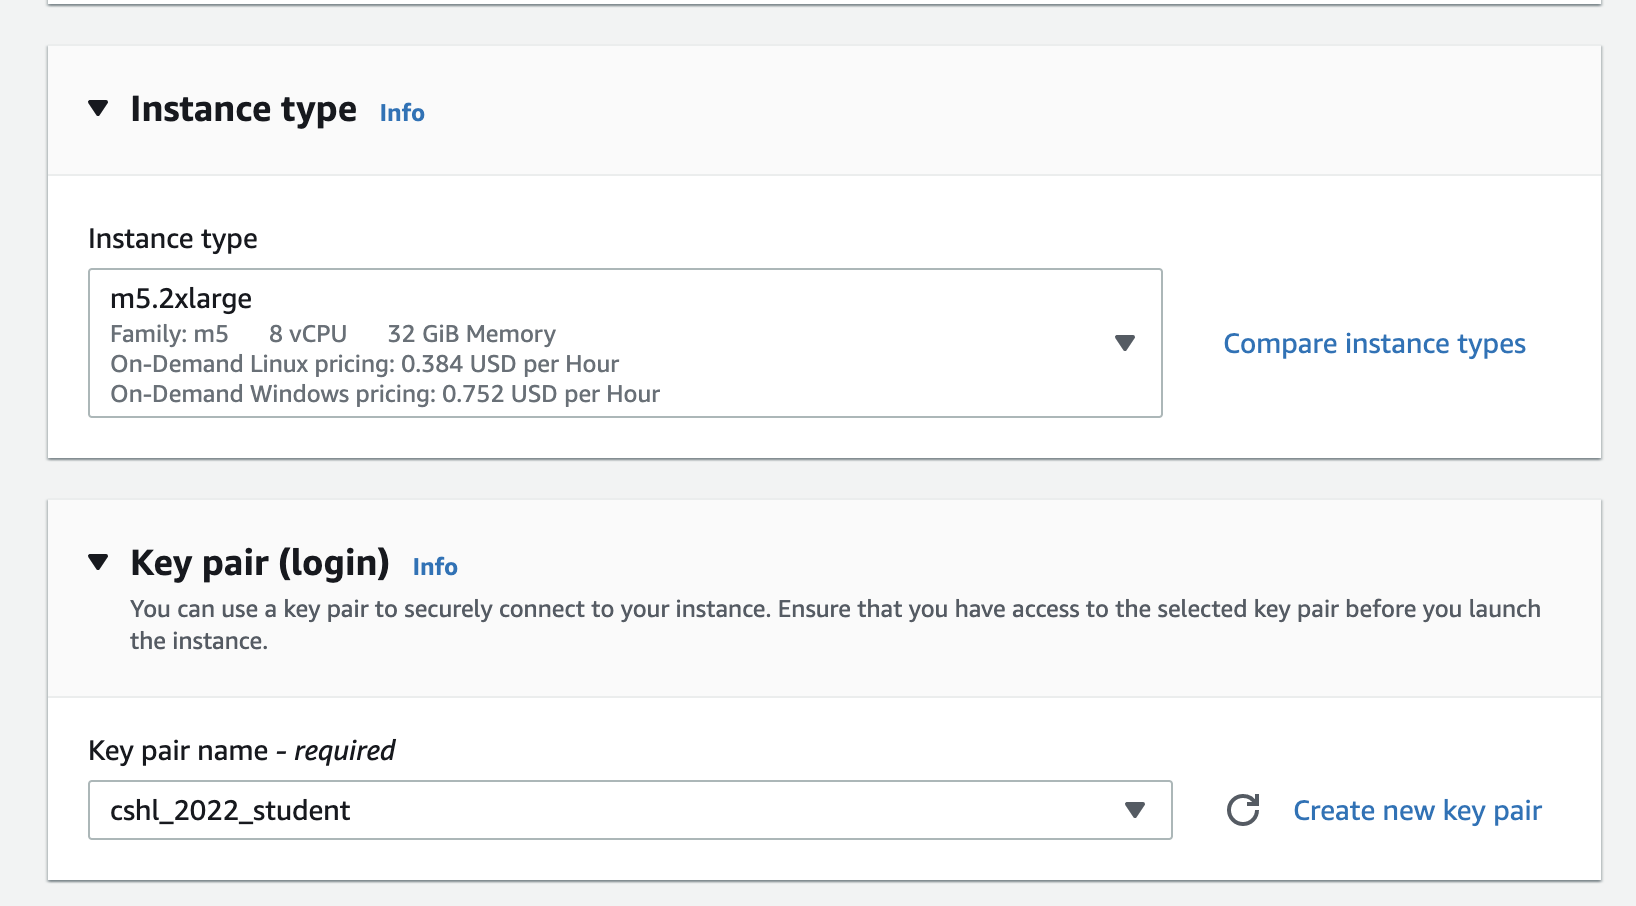 Instance type Info
Instance type
m5.2xlarge
Family: m5 8 vCPU 32 GiB Memory
On-Demand Linux pricing: 0.384 USD per Hour
On-Demand Windows pricing: 0.752 USD per Hour
Compare instance types
Key pair (login) Info
You can use a key pair to securely connect to your instance. Ensure that you have access to the selected key pair before you launch
the instance.
Key pair name - required
cshl_2022_student
Create new key pair